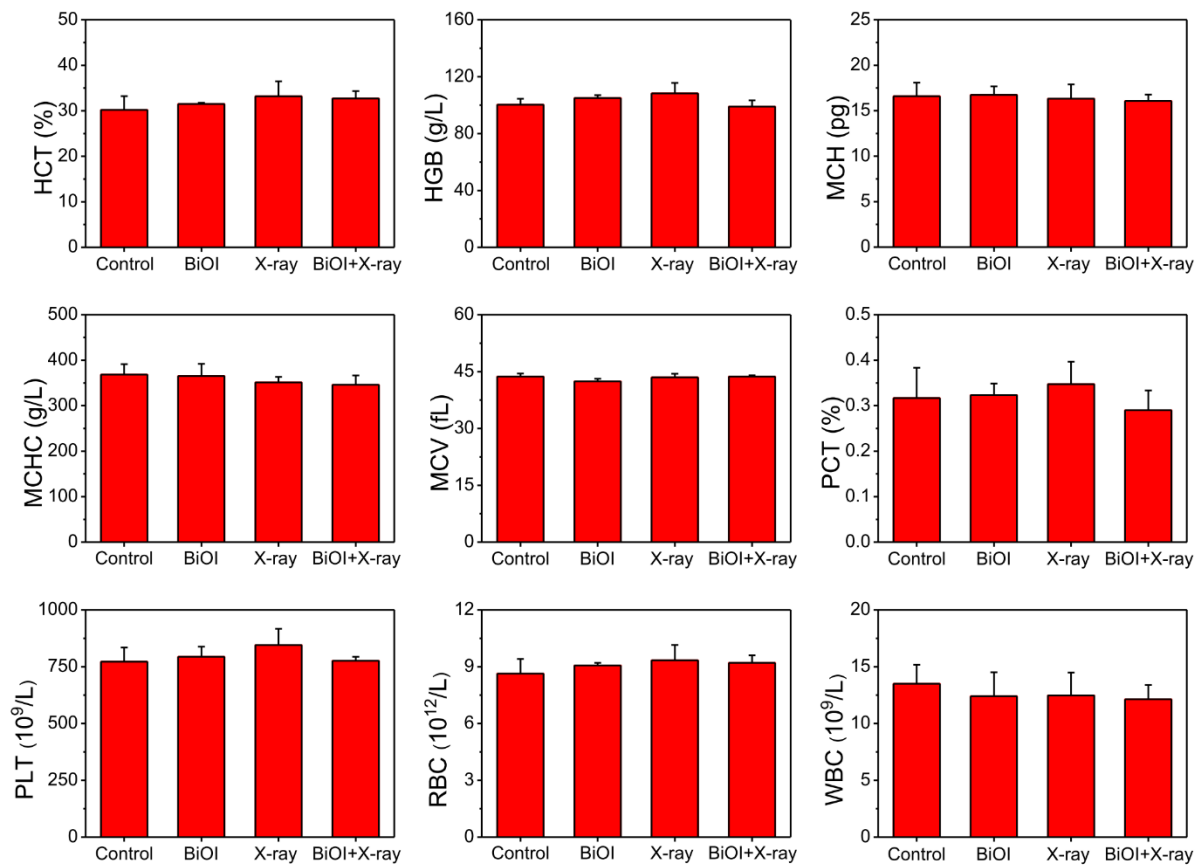 HCT (%)
50
40
30
20
10
0
Control BiOI X-ray BiOI+X-ray
HGB (g/L)
160
120
80
40
0
Control BiOI X-ray BiOI+X-ray
MCH (pg)
25
20
15
10
5
0
Control BiOI X-ray BiOI+X-ray
MCHC (g/L)
500
400
300
200
100
0
Control BiOI X-ray BiOI+X-ray
MCV (fL)
60
45
30
15
0
Control BiOI X-ray BiOI+X-ray
PCT (%)
0.5
0.4
0.3
0.2
0.1
0.0
Control BiOI X-ray BiOI+X-ray
PLT (10⁹/L)
1000
750
500
250
0
Control BiOI X-ray BiOI+X-ray
RBC (10¹²/L)
12
9
6
3
0
Control BiOI X-ray BiOI+X-ray
WBC (10⁹/L)
20
15
10
5
0
Control BiOI X-ray BiOI+X-ray